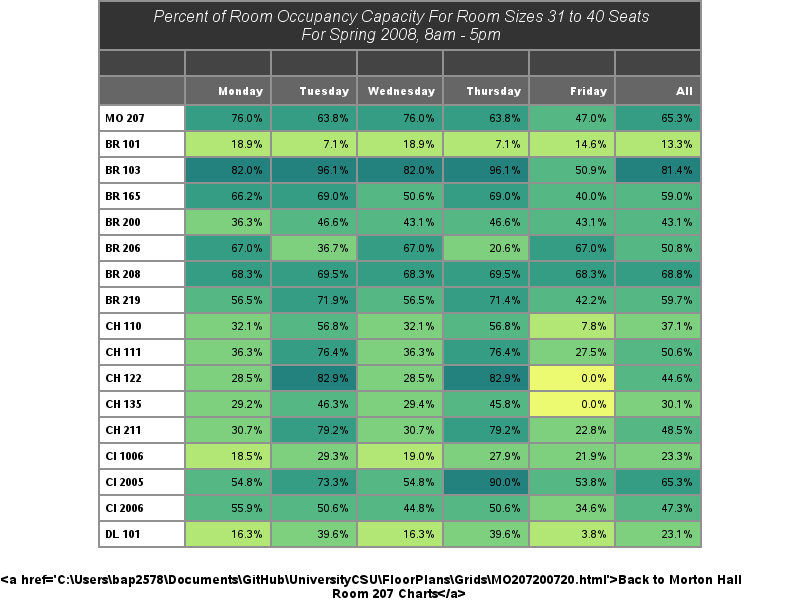 Percent of Room Occupancy Capacity For Room Sizes 31 to 40 Seats
For Spring 2008, 8am - 5pm
Monday Tuesday Wednesday Thursday Friday All
MO 207 76.0% 63.8% 76.0% 63.8% 47.0% 65.3%
BR 101 18.9% 7.1% 18.9% 7.1% 14.6% 13.3%
BR 103 82.0% 96.1% 82.0% 96.1% 50.9% 81.4%
BR 165 66.2% 69.0% 50.6% 69.0% 40.0% 59.0%
BR 200 36.3% 46.6% 43.1% 46.6% 43.1% 43.1%
BR 206 67.0% 36.7% 67.0% 20.6% 67.0% 50.8%
BR 208 68.3% 69.5% 68.3% 69.5% 68.3% 68.8%
BR 219 56.5% 71.9% 56.5% 71.4% 42.2% 59.7%
CH 110 32.1% 56.8% 32.1% 56.8% 7.8% 37.1%
CH 111 36.3% 76.4% 36.3% 76.4% 27.5% 50.6%
CH 122 28.5% 82.9% 28.5% 82.9% 0.0% 44.6%
CH 135 29.2% 46.3% 29.4% 45.8% 0.0% 30.1%
CH 211 30.7% 79.2% 30.7% 79.2% 22.8% 48.5%
CI 1006 18.5% 29.3% 19.0% 27.9% 21.9% 23.3%
CI 2005 54.8% 73.3% 54.8% 90.0% 53.8% 65.3%
CI 2006 55.9% 50.6% 44.8% 50.6% 34.6% 47.3%
DL 101 16.3% 39.6% 16.3% 39.6% 3.8% 23.1%
<a href='C:\Users\bap2578\Documents\GitHub\UniversityCSU\FloorPlans\Grids\MO207200720.html'>Back to Morton Hall
Room 207 Charts</a>